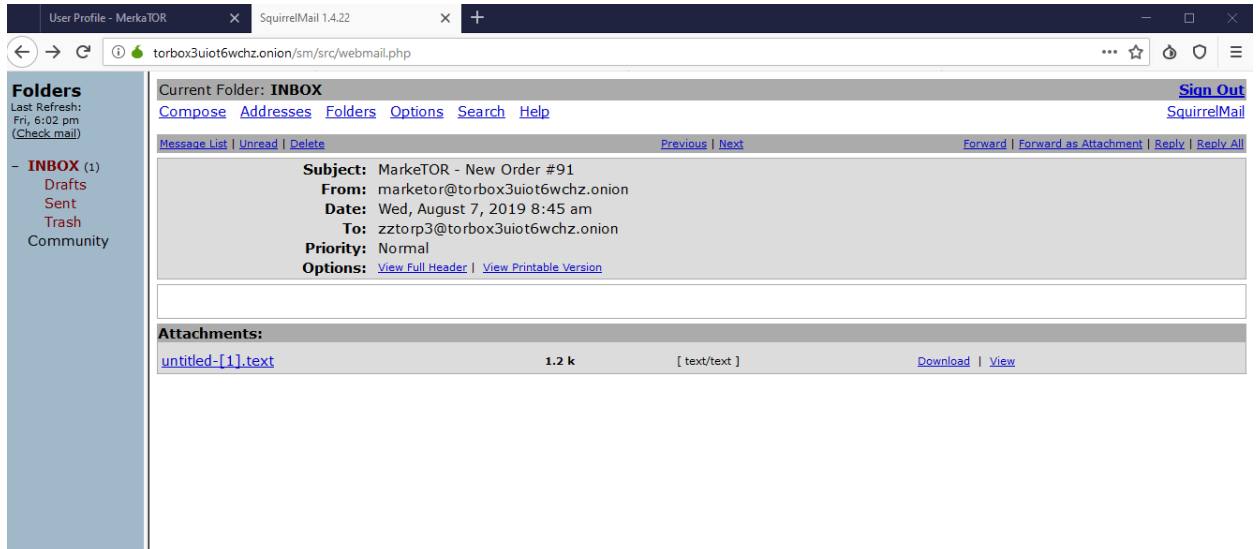 User Profile - MerkaTOR
SquirrelMail 1.4.22
torbox3uiot6wchz.onion/sm/src/webmail.php
Folders
Last Refresh:
Fri, 6:02 pm
(Check mail)
– INBOX (1)
Drafts
Sent
Trash
Community
Current Folder: INBOX Sign Out
Compose Addresses Folders Options Search Help SquirrelMail
Message List | Unread | Delete Previous | Next Forward | Forward as Attachment | Reply | Reply All
Subject: MarkeTOR - New Order #91
From: marketor@torbox3uiot6wchz.onion
Date: Wed, August 7, 2019 8:45 am
To: zztorp3@torbox3uiot6wchz.onion
Priority: Normal
Options: View Full Header | View Printable Version
Attachments:
untitled-[1].text 1.2 k [ text/text ] Download | View